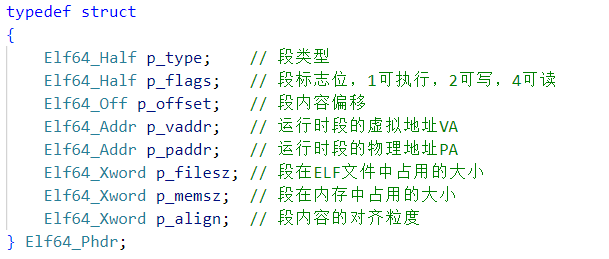 typedef struct
{
    Elf64_Half p_type;    // 段类型
    Elf64_Half p_flags;   // 段标志位，1可执行，2可写，4可读
    Elf64_Off p_offset;   // 段内容偏移
    Elf64_Addr p_vaddr;   // 运行时段的虚拟地址VA
    Elf64_Addr p_paddr;   // 运行时段的物理地址PA
    Elf64_Xword p_filesz; // 段在ELF文件中占用的大小
    Elf64_Xword p_memsz;  // 段在内存中占用的大小
    Elf64_Xword p_align;  // 段内容的对齐粒度
} Elf64_Phdr;